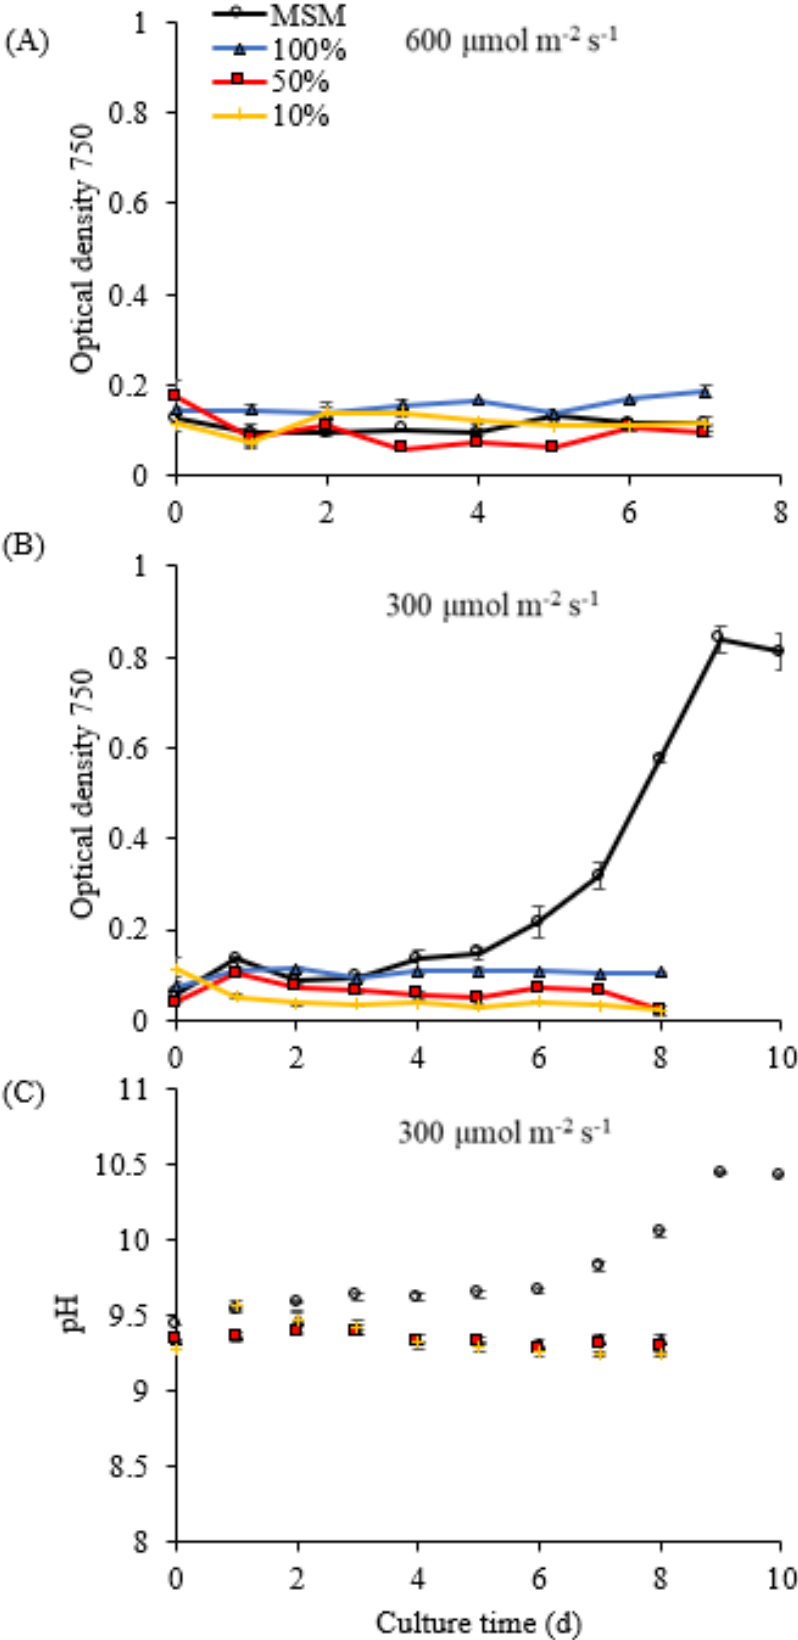 (A)
600 μmol m-2 s-1
MSM
100%
50%
10%
Optical density 750
1
0.8
0.6
0.4
0.2
0
0 2 4 6 8
(B)
300 μmol m-2 s-1
Optical density 750
1
0.8
0.6
0.4
0.2
0
0 2 4 6 8 10
(C)
300 μmol m-2 s-1
pH
11
10.5
10
9.5
9
8.5
8
0 2 4 6 8 10
Culture time (d)